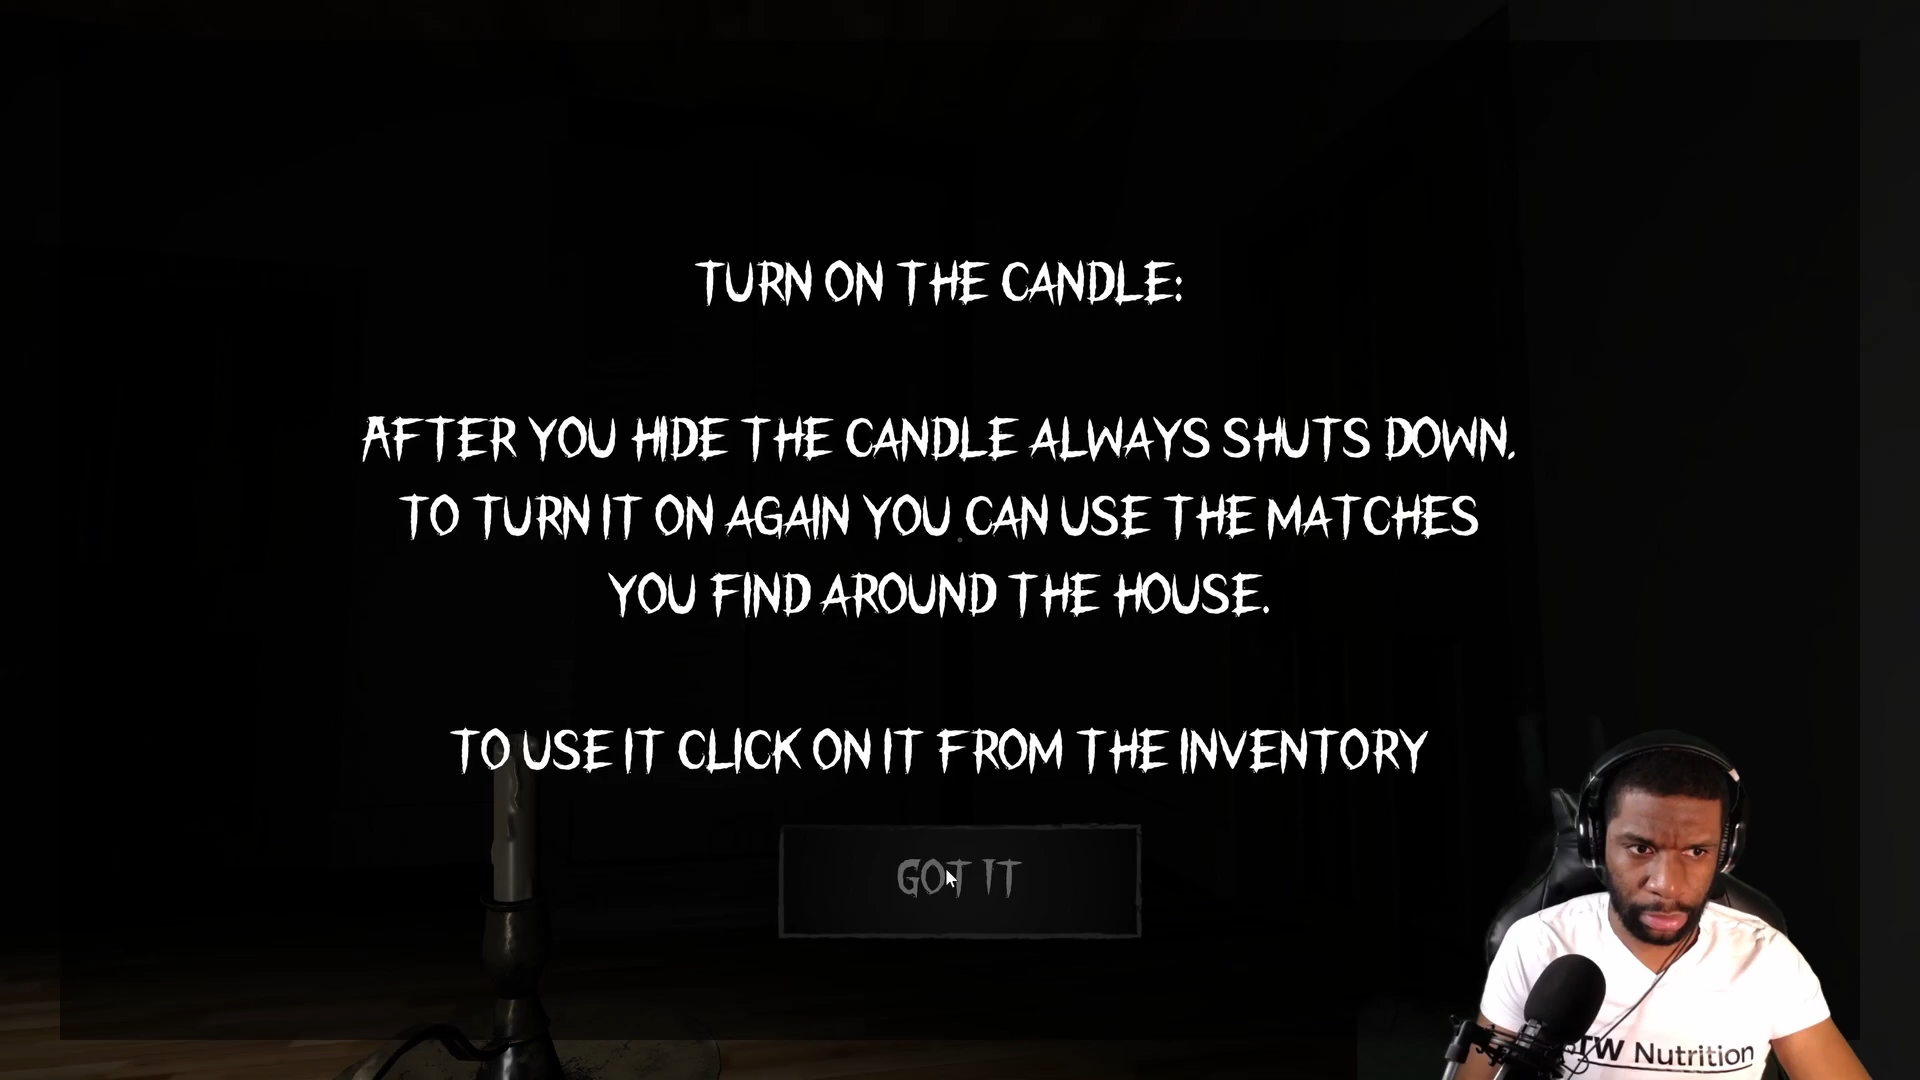 TURN ON THE CANDLE:
AFTER YOU HIDE THE CANDLE ALWAYS SHUTS DOWN.
TO TURN IT ON AGAIN YOU CAN USE THE MATCHES
YOU FIND AROUND THE HOUSE.
TO USE IT CLICK ON IT FROM THE INVENTORY
GOT IT
TW Nutrition